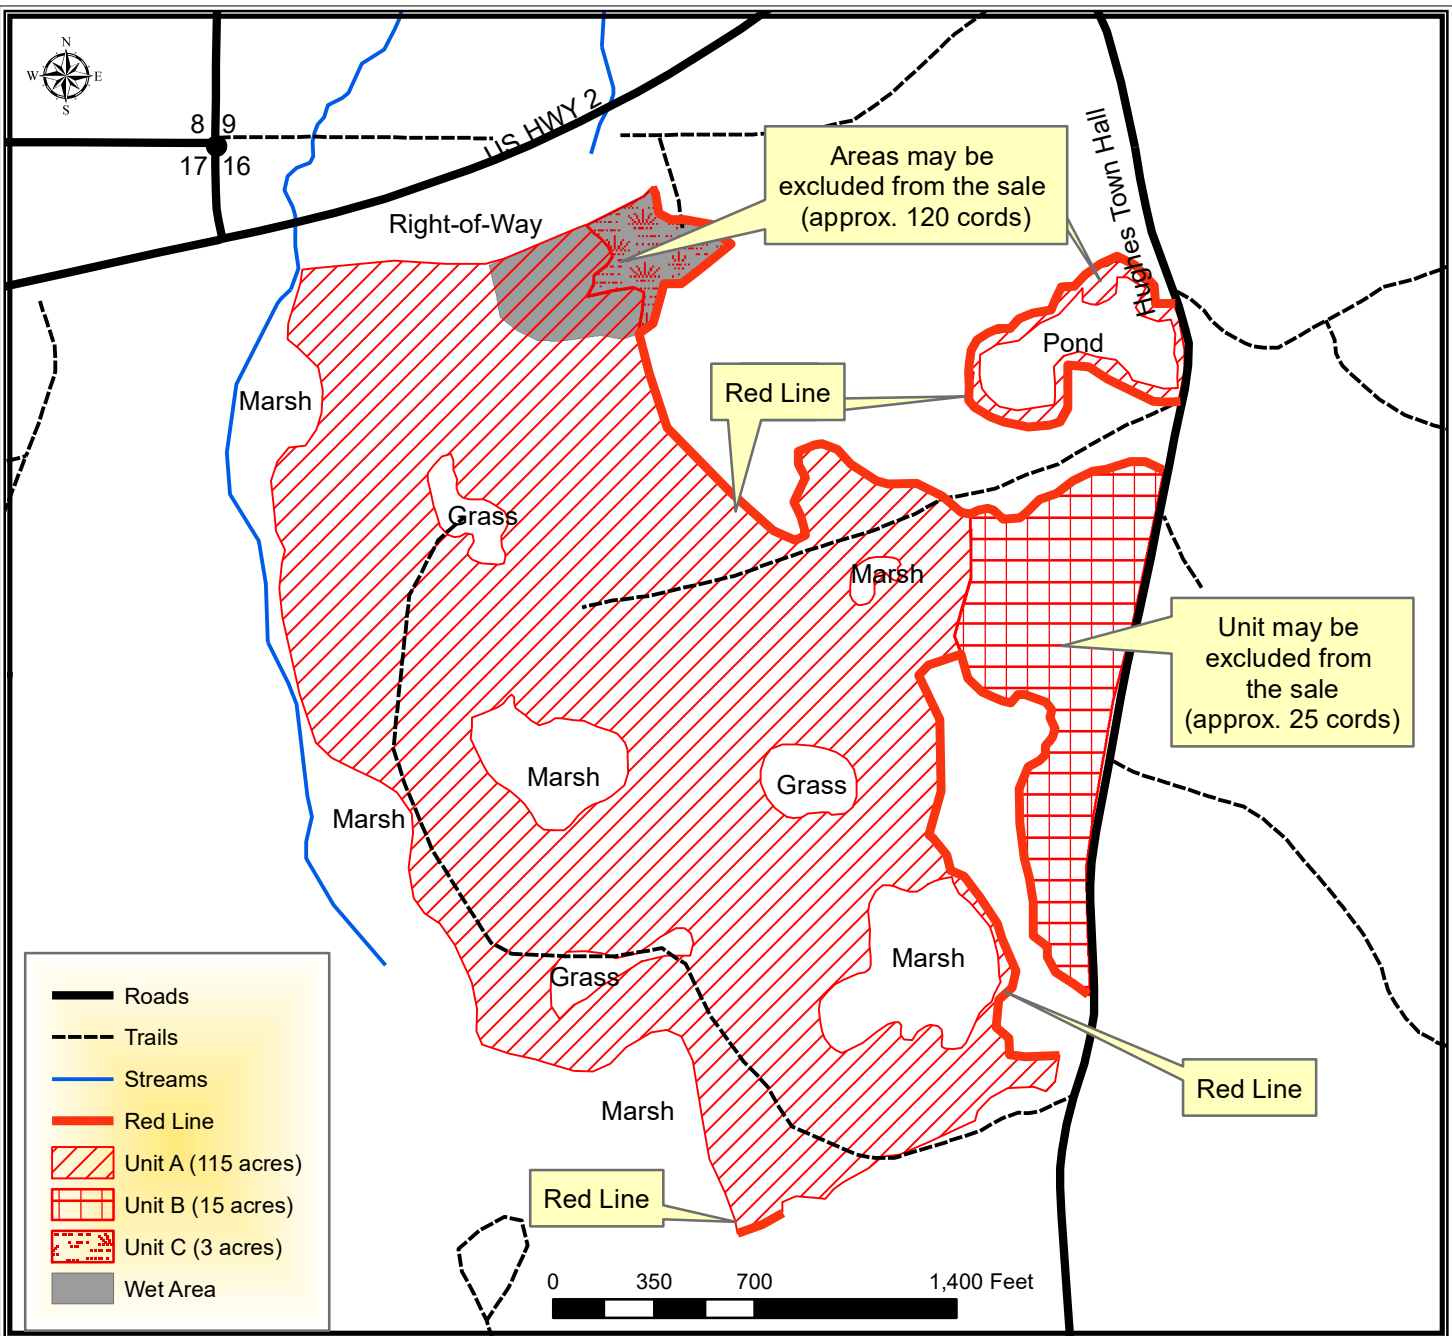 N
W E
S
8 9
17 16
US HWY 2
Hughes Town Hall
Areas may be
excluded from the sale
(approx. 120 cords)
Right-of-Way
Pond
Red Line
Marsh
Grass
Marsh
Unit may be
excluded from
the sale
(approx. 25 cords)
Marsh
Grass
Marsh
Marsh
Grass
Red Line
Marsh
Red Line
Roads
Trails
Streams
Red Line
Unit A (115 acres)
Unit B (15 acres)
Unit C (3 acres)
Wet Area
0 350 700 1,400 Feet